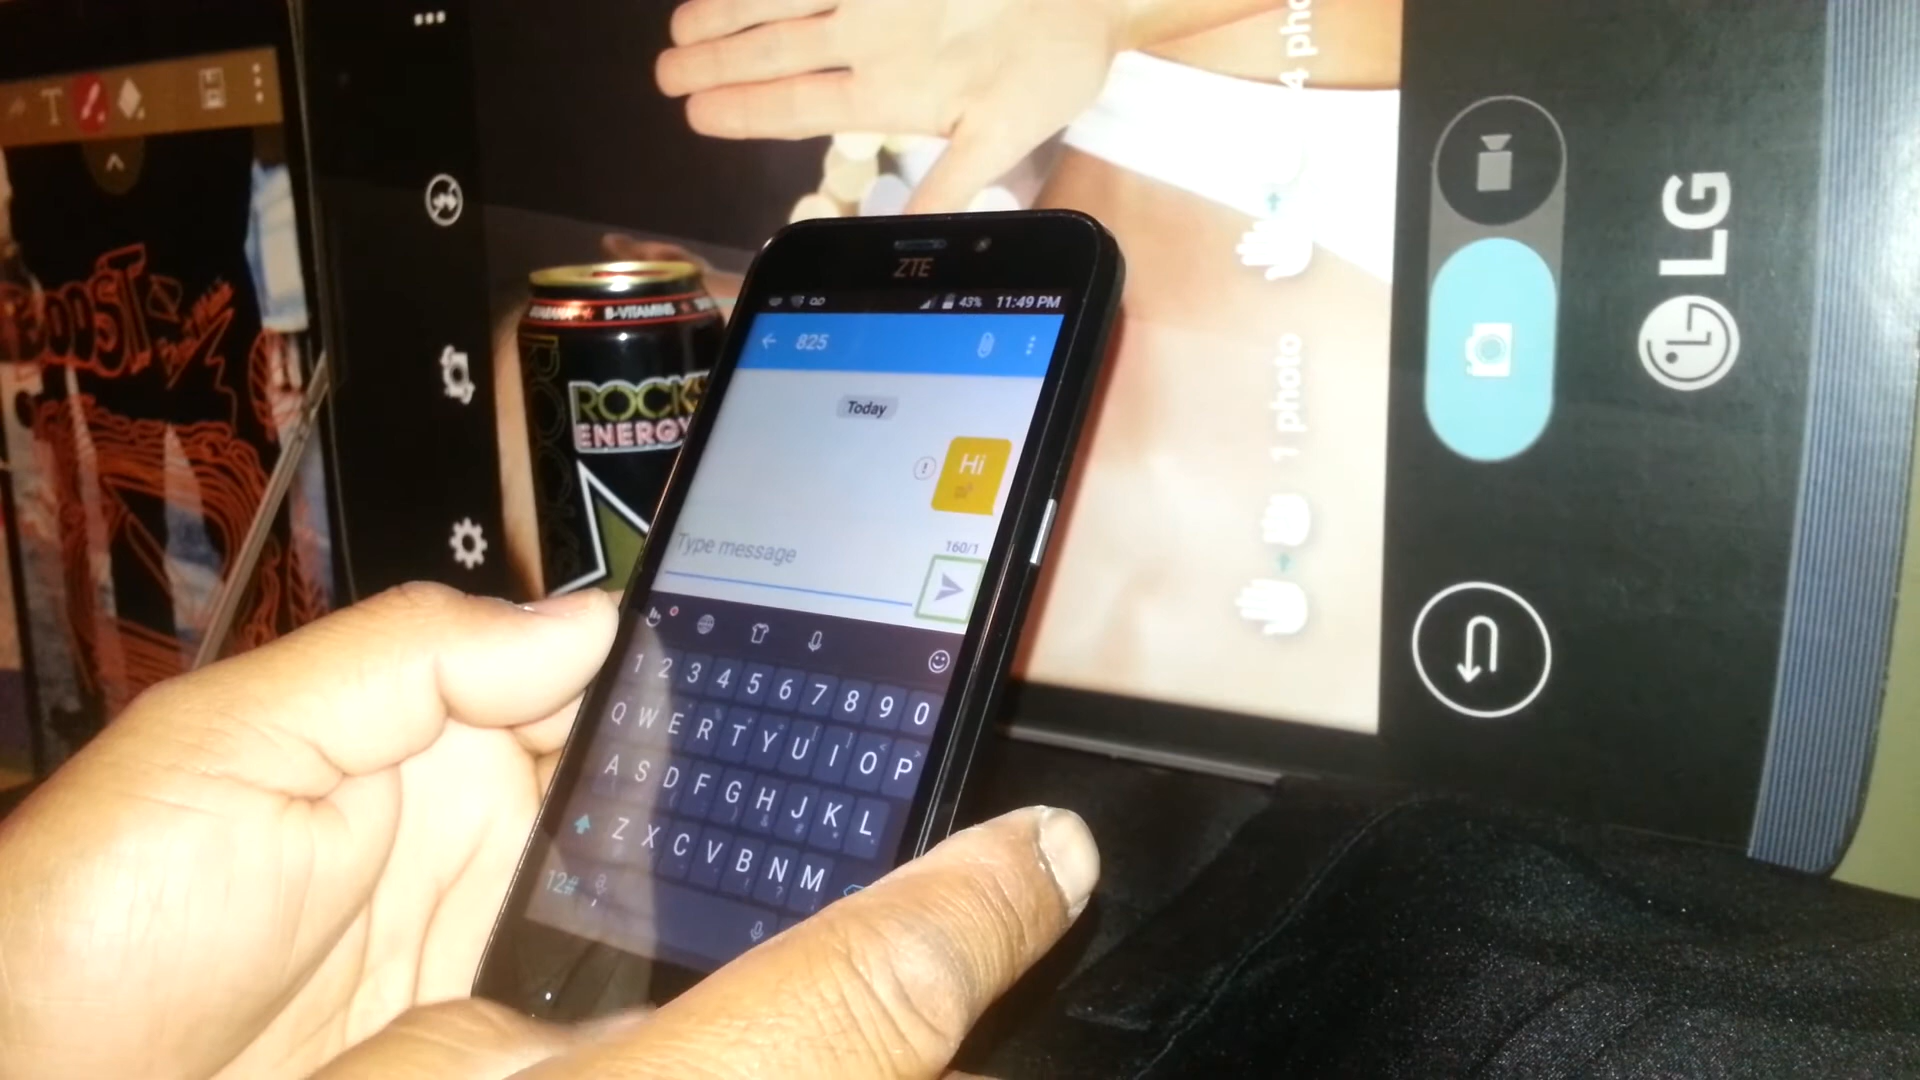 T
ZTE
43% 11:49 PM
825
Today
Hi
160/1
Type message
1 2 3 4 5 6 7 8 9 0
Q W E R T Y U I O P
A S D F G H J K L
Z X C V B N M
12#
B-VITAMINS
ENERGY
1 photo
LG